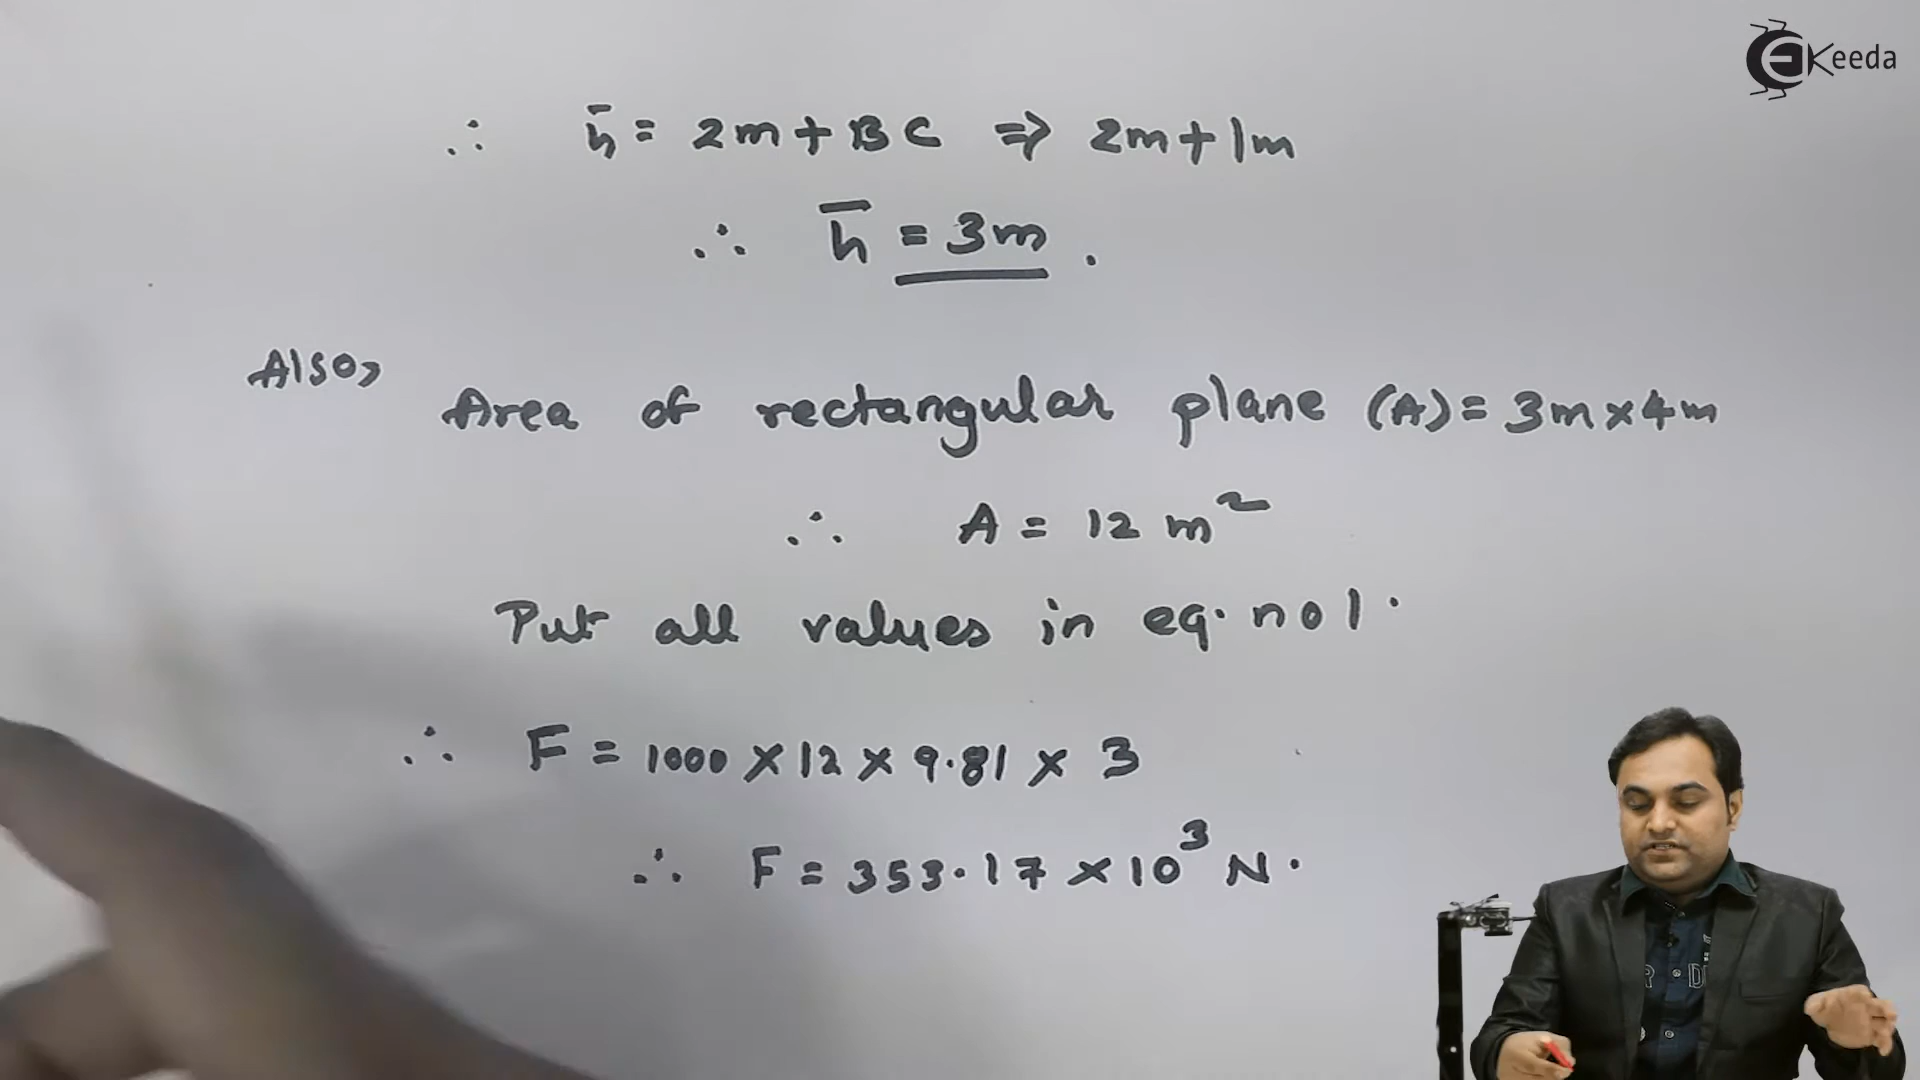 EKeeda
∴ h̄ = 2m + BC ⇒ 2m + 1m
∴ h̄ = 3m.
Also,
Area of rectangular plane (A) = 3m × 4m
∴ A = 12 m²
Put all values in eq. no 1.
∴ F = 1000 × 12 × 9.81 × 3
∴ F = 353.17 × 10³ N.